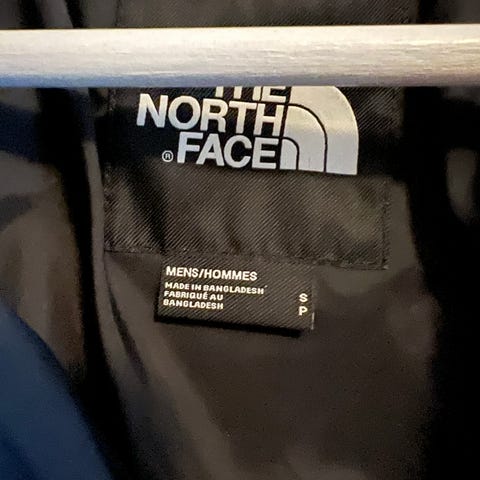 THE
NORTH
® FACE
MENS/HOMMES
MADE IN BANGLADESH
FABRIQUÉ AU
BANGLADESH
S
P